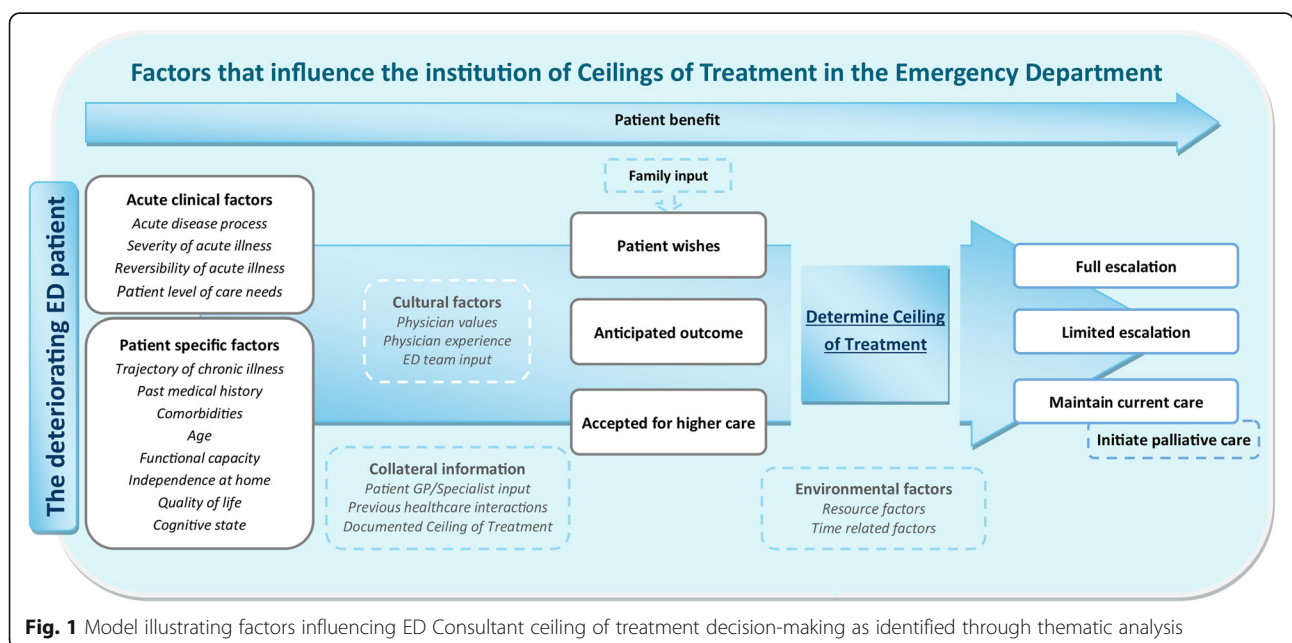 Factors that influence the institution of Ceilings of Treatment in the Emergency Department
Patient benefit
The deteriorating ED patient
Acute clinical factors
Acute disease process
Severity of acute illness
Reversibility of acute illness
Patient level of care needs
Patient specific factors
Trajectory of chronic illness
Past medical history
Comorbidities
Age
Functional capacity
Independence at home
Quality of life
Cognitive state
Cultural factors
Physician values
Physician experience
ED team input
Collateral information
Patient GP/Specialist input
Previous healthcare interactions
Documented Ceiling of Treatment
Family input
Patient wishes
Anticipated outcome
Accepted for higher care
Determine Ceiling
of Treatment
Environmental factors
Resource factors
Time related factors
Full escalation
Limited escalation
Maintain current care
Initiate palliative care
Fig. 1 Model illustrating factors influencing ED Consultant ceiling of treatment decision-making as identified through thematic analysis